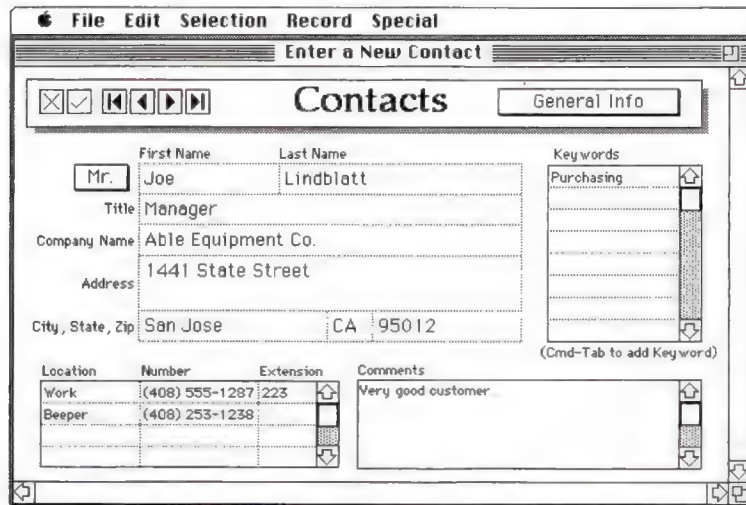 File Edit Selection Record Special
Enter a New Contact
Contacts
General Info
First Name Last Name
Mr. Joe Lindblatt
Title Manager
Company Name Able Equipment Co.
Address 1441 State Street
City, State, Zip San Jose CA 95012
Keywords
Purchasing
(Cmd-Tab to add Keyword)
Location Number Extension
Work (408) 555-1287 223
Beeper (408) 253-1238
Comments
Very good customer